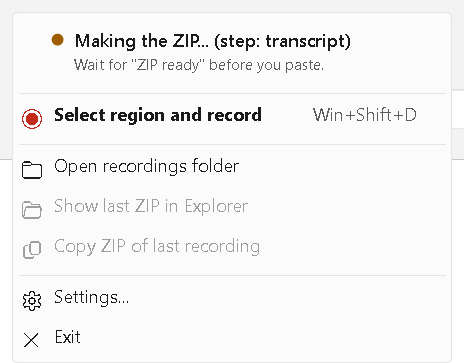 Making the ZIP... (step: transcript)
Wait for "ZIP ready" before you paste.
Select region and record Win+Shift+D
Open recordings folder
Show last ZIP in Explorer
Copy ZIP of last recording
Settings...
Exit